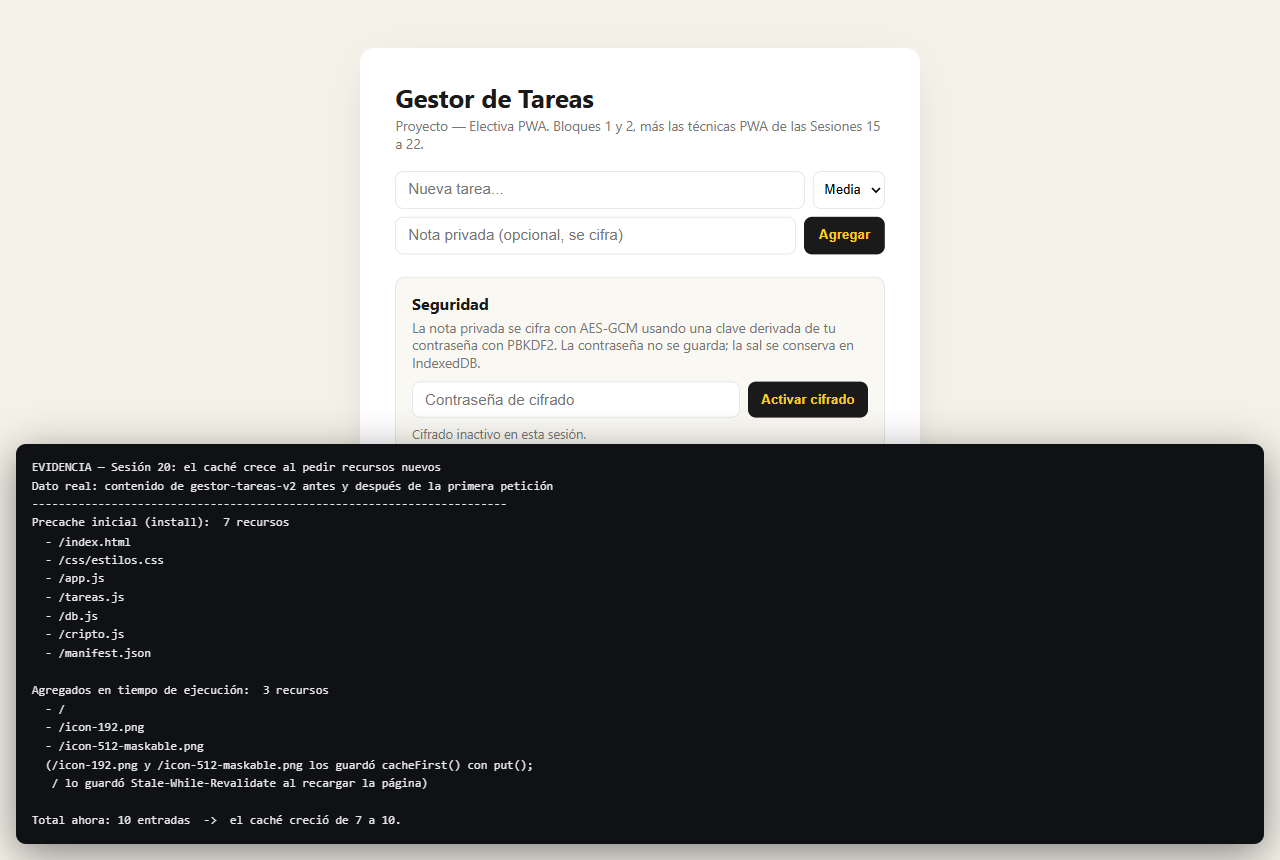 Gestor de Tareas
Proyecto — Electiva PWA. Bloques 1 y 2, más las técnicas PWA de las Sesiones 15
a 22.
Nueva tarea...
Media
Nota privada (opcional, se cifra)
Agregar
Seguridad
La nota privada se cifra con AES-GCM usando una clave derivada de tu
contraseña con PBKDF2. La contraseña no se guarda; la sal se conserva en
IndexedDB.
Contraseña de cifrado
Activar cifrado
Cifrado inactivo en esta sesión.
EVIDENCIA — Sesión 20: el caché crece al pedir recursos nuevos
Dato real: contenido de gestor-tareas-v2 antes y después de la primera petición
------------------------------------------------------------------------
Precache inicial (install):  7 recursos
- /index.html
- /css/estilos.css
- /app.js
- /tareas.js
- /db.js
- /cripto.js
- /manifest.json
Agregados en tiempo de ejecución:  3 recursos
- /
- /icon-192.png
- /icon-512-maskable.png
(/icon-192.png y /icon-512-maskable.png los guardó cacheFirst() con put();
/ lo guardó Stale-While-Revalidate al recargar la página)
Total ahora: 10 entradas  ->  el caché creció de 7 a 10.